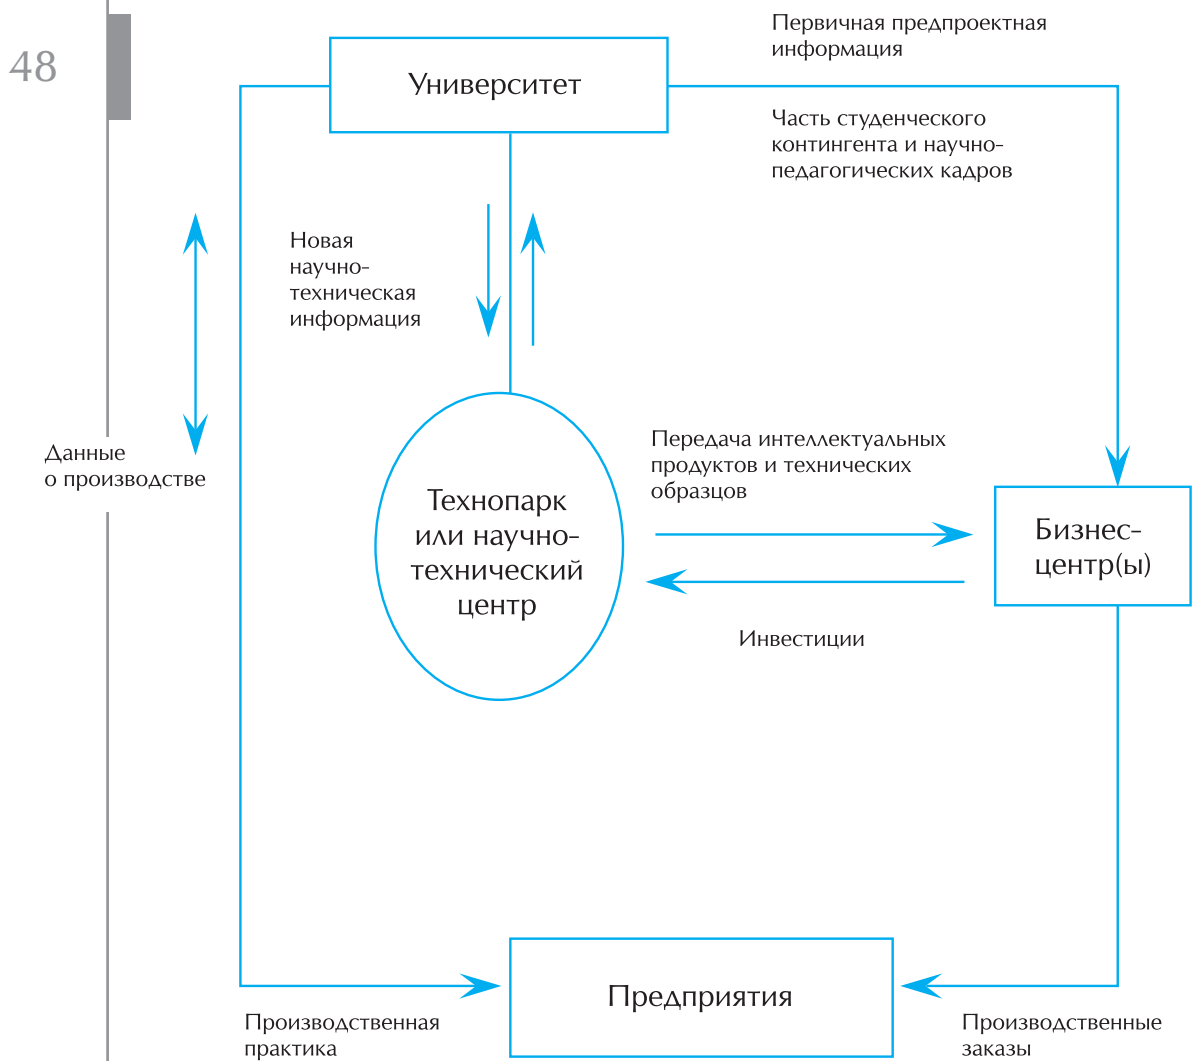 48
Первичная предпроектная
информация
Университет
Часть студенческого
контингента и научно-
педагогических кадров
Новая
научно-
техническая
информация
Данные
о производстве
Передача интеллектуальных
продуктов и технических
образцов
Технопарк
или научно-
технический
центр
Бизнес-
центр(ы)
Инвестиции
Предприятия
Производственная
практика
Производственные
заказы